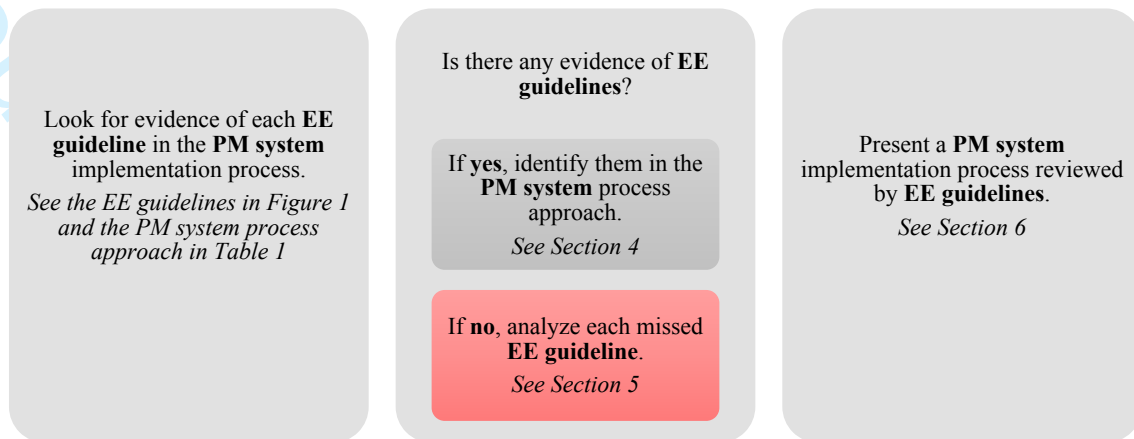 Look for evidence of each EE
guideline in the PM system
implementation process.
See the EE guidelines in Figure 1
and the PM system process
approach in Table 1
Is there any evidence of EE
guidelines?
If yes, identify them in the
PM system process
approach.
See Section 4
If no, analyze each missed
EE guideline.
See Section 5
Present a PM system
implementation process reviewed
by EE guidelines.
See Section 6